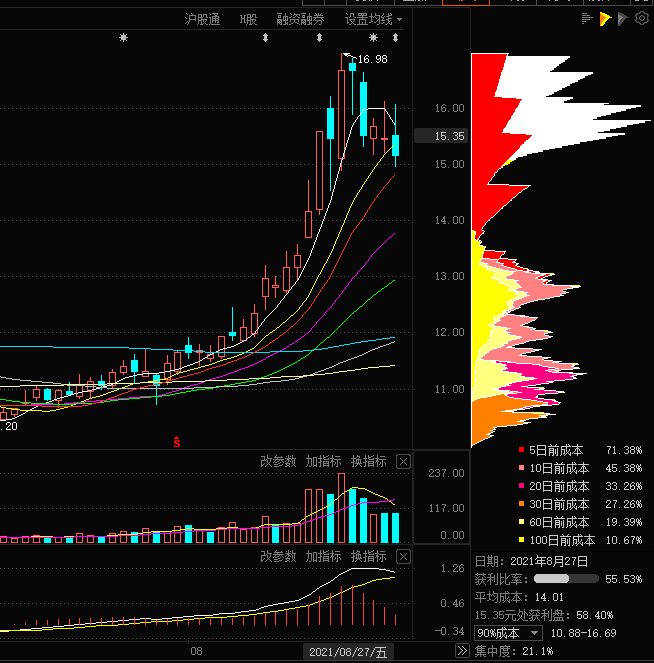 沪股通 H股 融资融券 设置均线
16.98
16.00
15.35
15.00
14.00
13.00
12.00
11.00
.20
改参数 加指标 换指标
237.00
117.00
0.00
改参数 加指标 换指标
1.26
0.46
-0.34
08 2021/08/27/五
5日前成本 71.38%
10日前成本 45.38%
20日前成本 33.26%
30日前成本 27.26%
60日前成本 19.39%
100日前成本 10.67%
日期: 2021年8月27日
获利比率: 55.53%
平均成本: 14.01
15.35元处获利盘: 58.40%
90%成本 10.88-16.69
集中度: 21.1%